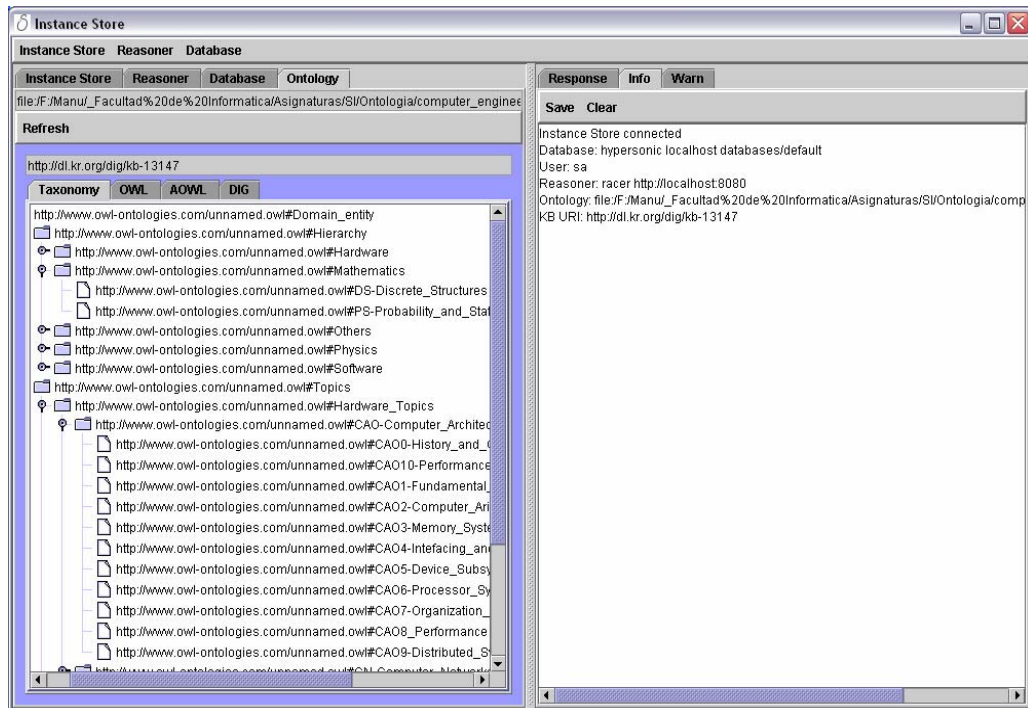 Instance Store
Instance Store Reasoner Database
Instance Store Reasoner Database Ontology
file:/F:/Manu/_Facultad%20de%20Informatica/Asignaturas/SI/Ontologia/computer_enginee
Refresh
http://dl.kr.org/dig/kb-13147
Taxonomy OWL AOWL DIG
http://www.owl-ontologies.com/unnamed.owl#Domain_entity
http://www.owl-ontologies.com/unnamed.owl#Hierarchy
http://www.owl-ontologies.com/unnamed.owl#Hardware
http://www.owl-ontologies.com/unnamed.owl#Mathematics
http://www.owl-ontologies.com/unnamed.owl#DS-Discrete_Structures
http://www.owl-ontologies.com/unnamed.owl#PS-Probability_and_Stat
http://www.owl-ontologies.com/unnamed.owl#Others
http://www.owl-ontologies.com/unnamed.owl#Physics
http://www.owl-ontologies.com/unnamed.owl#Software
http://www.owl-ontologies.com/unnamed.owl#Topics
http://www.owl-ontologies.com/unnamed.owl#Hardware_Topics
http://www.owl-ontologies.com/unnamed.owl#CAO-Computer_Architec
http://www.owl-ontologies.com/unnamed.owl#CAO0-History_and_
http://www.owl-ontologies.com/unnamed.owl#CAO10-Performance
http://www.owl-ontologies.com/unnamed.owl#CAO1-Fundamental_
http://www.owl-ontologies.com/unnamed.owl#CAO2-Computer_Ari
http://www.owl-ontologies.com/unnamed.owl#CAO3-Memory_Syste
http://www.owl-ontologies.com/unnamed.owl#CAO4-Intefacing_an
http://www.owl-ontologies.com/unnamed.owl#CAO5-Device_Subsy
http://www.owl-ontologies.com/unnamed.owl#CAO6-Processor_Sy
http://www.owl-ontologies.com/unnamed.owl#CAO7-Organization_
http://www.owl-ontologies.com/unnamed.owl#CAO8_Performance
http://www.owl-ontologies.com/unnamed.owl#CAO9-Distributed_S
http://www.owl-ontologies.com/unnamed.owl#CN-Computer_Network
Response Info Warn
Save Clear
Instance Store connected
Database: hypersonic localhost databases/default
User: sa
Reasoner: racer http://localhost:8080
Ontology: file:/F:/Manu/_Facultad%20de%20Informatica/Asignaturas/SI/Ontologia/comp
KB URI: http://dl.kr.org/dig/kb-13147